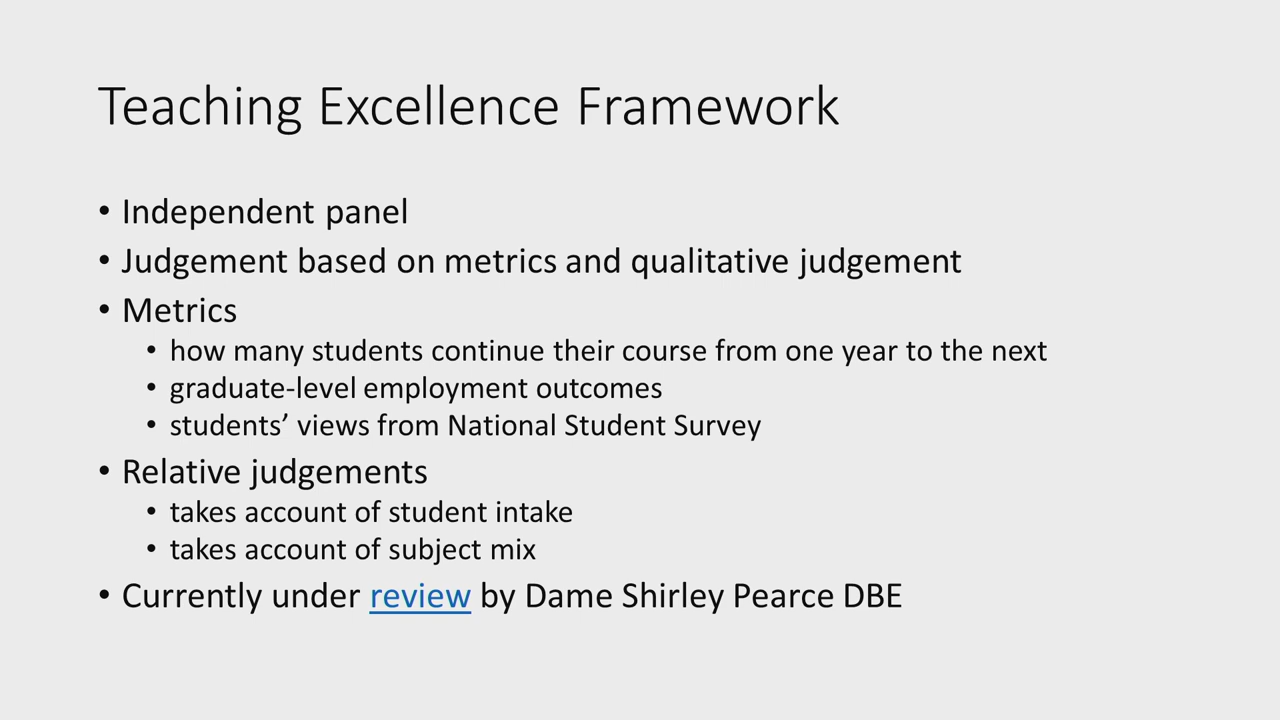 Teaching Excellence Framework
• Independent panel
• Judgement based on metrics and qualitative judgement
• Metrics
• how many students continue their course from one year to the next
• graduate-level employment outcomes
• students’ views from National Student Survey
• Relative judgements
• takes account of student intake
• takes account of subject mix
• Currently under review by Dame Shirley Pearce DBE